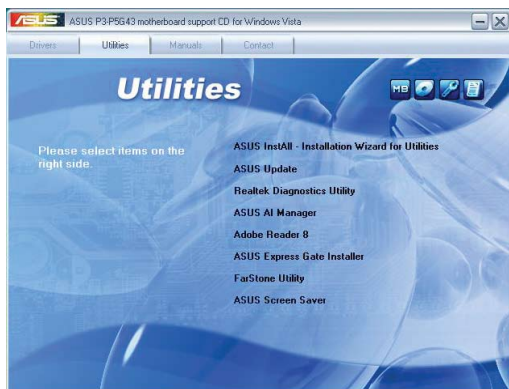 ASUS ASUS P3-P5G43 motherboard support CD for Windows Vista
Drivers Utilities Manuals Contact
Utilities
MB
Please select items on the
right side.
ASUS InstAll - Installation Wizard for Utilities
ASUS Update
Realtek Diagnostics Utility
ASUS AI Manager
Adobe Reader 8
ASUS Express Gate Installer
FarStone Utility
ASUS Screen Saver